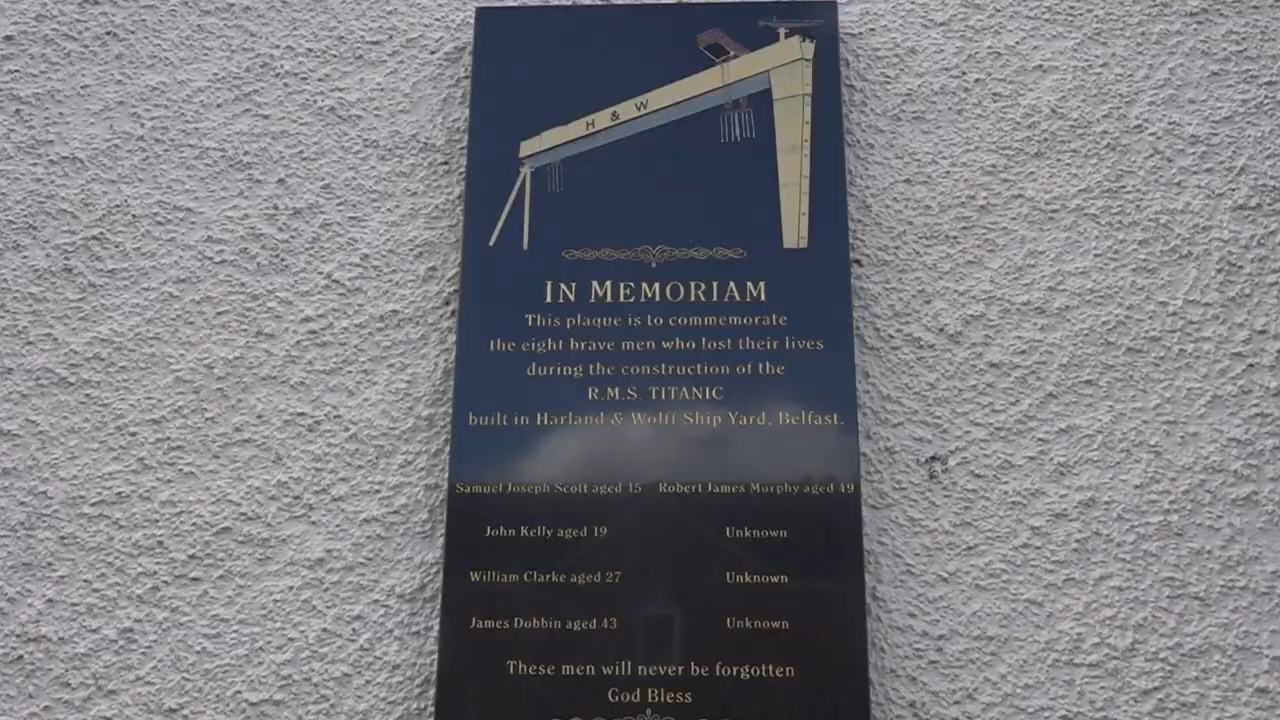 H & W
IN MEMORIAM
This plaque is to commemorate
the eight brave men who lost their lives
during the construction of the
R.M.S. TITANIC
built in Harland & Wolff Ship Yard, Belfast.
Samuel Joseph Scott aged 15 Robert James Murphy aged 49
John Kelly aged 19 Unknown
William Clarke aged 27 Unknown
James Dobbin aged 43 Unknown
These men will never be forgotten
God Bless